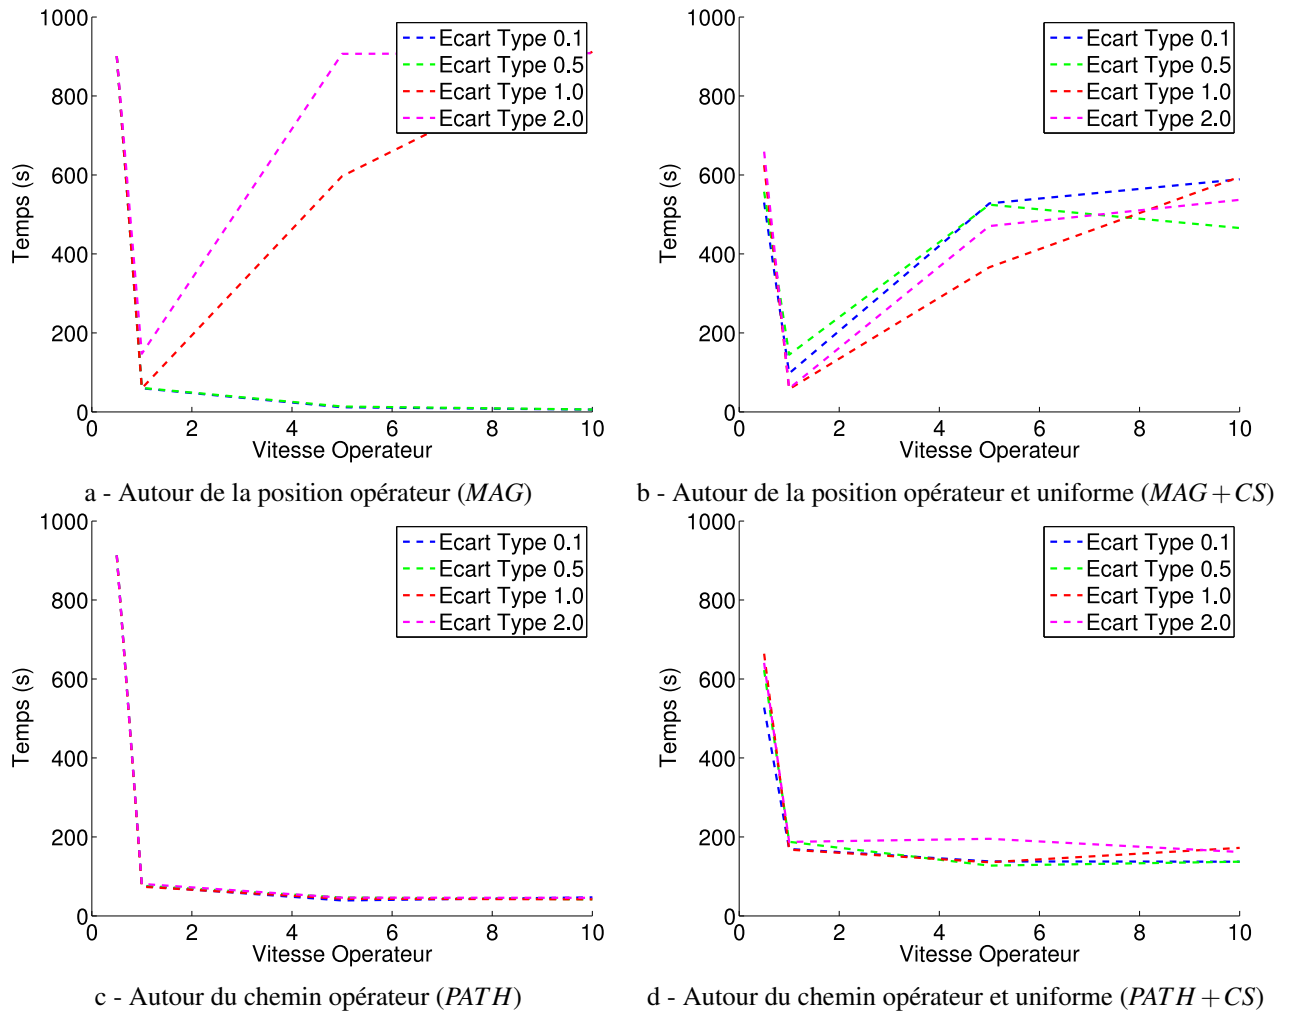 1000
800
600
400
200
0
Temps (s)
0 2 4 6 8 10
Vitesse Operateur
Ecart Type 0.1
Ecart Type 0.5
Ecart Type 1.0
Ecart Type 2.0
a - Autour de la position opérateur (MAG)
1000
800
600
400
200
0
Temps (s)
0 2 4 6 8 10
Vitesse Operateur
Ecart Type 0.1
Ecart Type 0.5
Ecart Type 1.0
Ecart Type 2.0
b - Autour de la position opérateur et uniforme (MAG + CS)
1000
800
600
400
200
0
Temps (s)
0 2 4 6 8 10
Vitesse Operateur
Ecart Type 0.1
Ecart Type 0.5
Ecart Type 1.0
Ecart Type 2.0
c - Autour du chemin opérateur (PATH)
1000
800
600
400
200
0
Temps (s)
0 2 4 6 8 10
Vitesse Operateur
Ecart Type 0.1
Ecart Type 0.5
Ecart Type 1.0
Ecart Type 2.0
d - Autour du chemin opérateur et uniforme (PATH + CS)